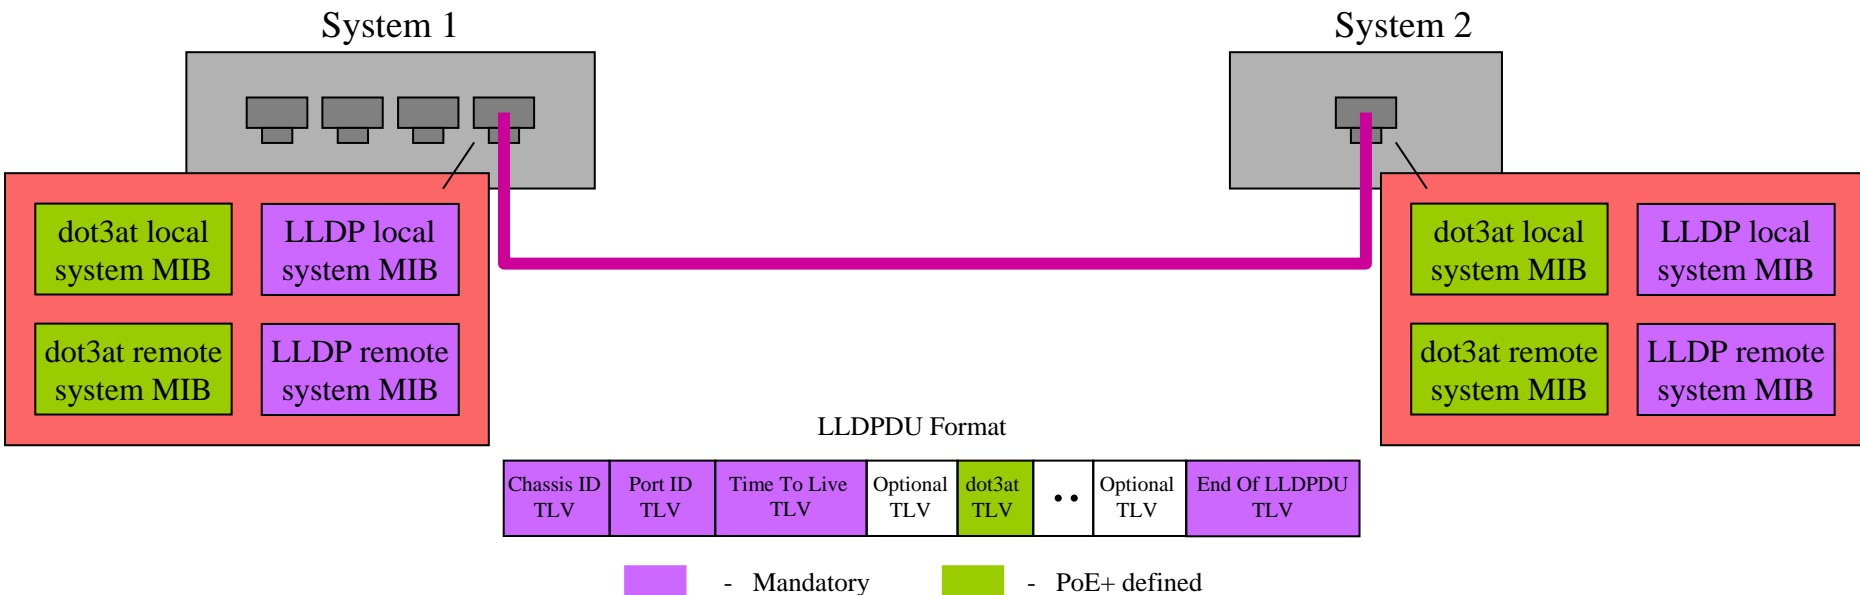 System 1
System 2
dot3at local
system MIB
LLDP local
system MIB
dot3at remote
system MIB
LLDP remote
system MIB
dot3at local
system MIB
LLDP local
system MIB
dot3at remote
system MIB
LLDP remote
system MIB
LLDPDU Format
Chassis ID
TLV
Port ID
TLV
Time To Live
TLV
Optional
TLV
dot3at
TLV
..
Optional
TLV
End Of LLDPDU
TLV
- Mandatory
- PoE+ defined